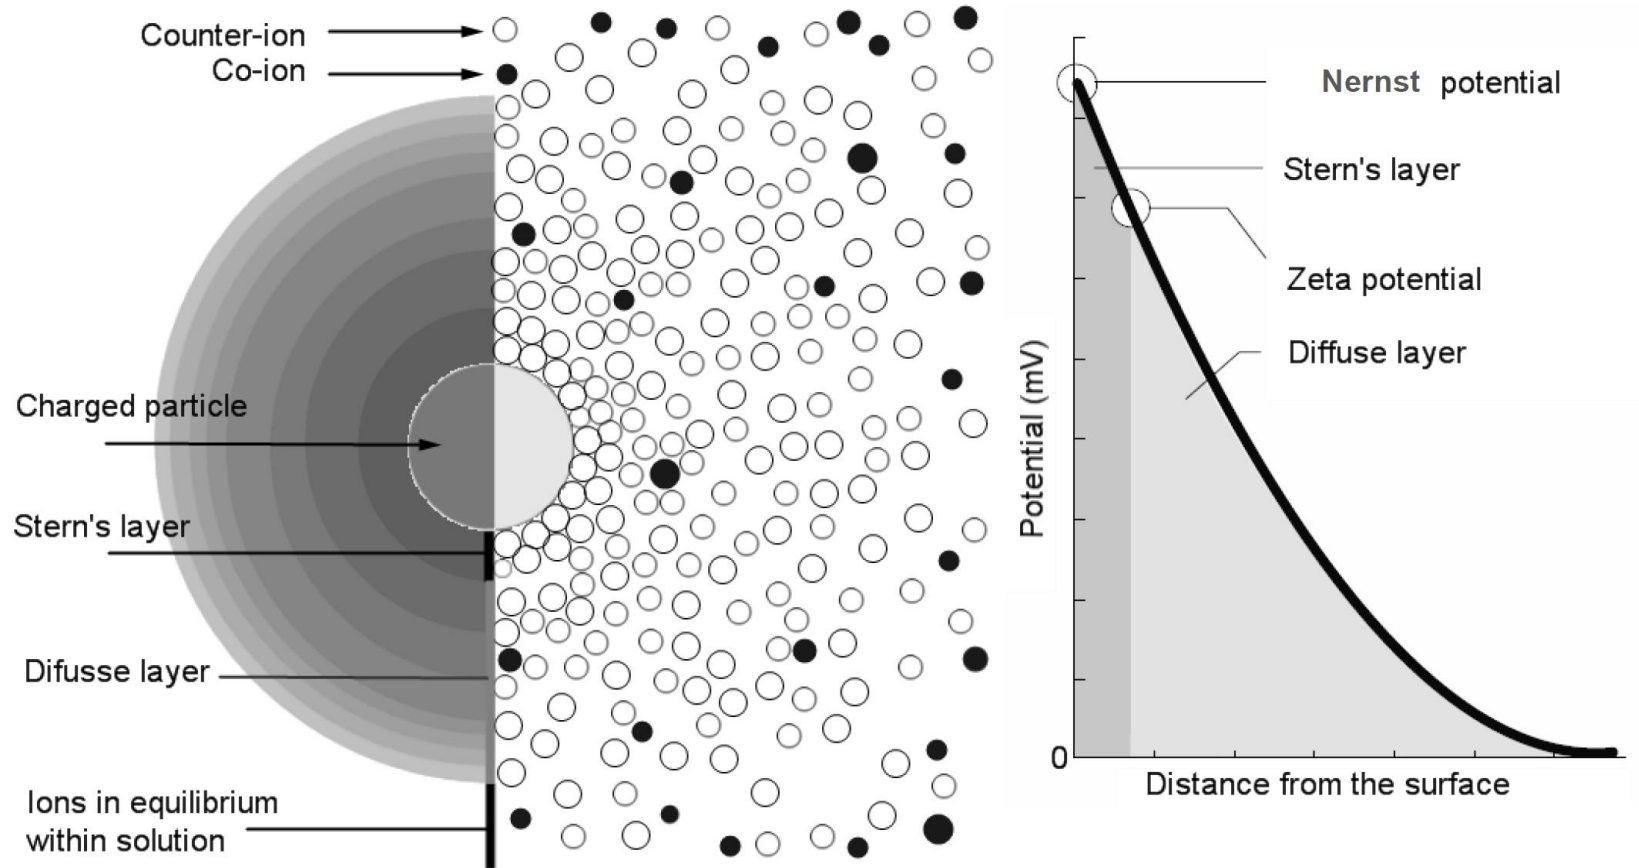 Counter-ion
Co-ion
Charged particle
Stern's layer
Difusse layer
Ions in equilibrium
within solution
Nernst potential
Stern's layer
Zeta potential
Diffuse layer
Potential (mV)
0
Distance from the surface